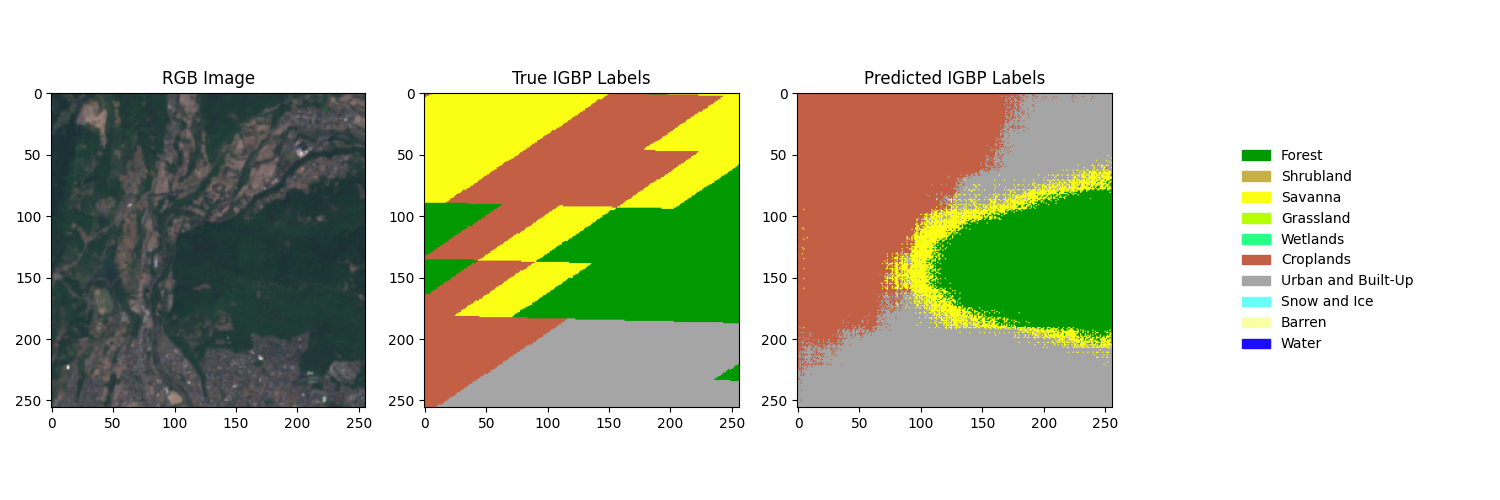 RGB Image
True IGBP Labels
Predicted IGBP Labels
0
50
100
150
200
250
0 50 100 150 200 250
0
50
100
150
200
250
0 50 100 150 200 250
0
50
100
150
200
250
0 50 100 150 200 250
Forest
Shrubland
Savanna
Grassland
Wetlands
Croplands
Urban and Built-Up
Snow and Ice
Barren
Water